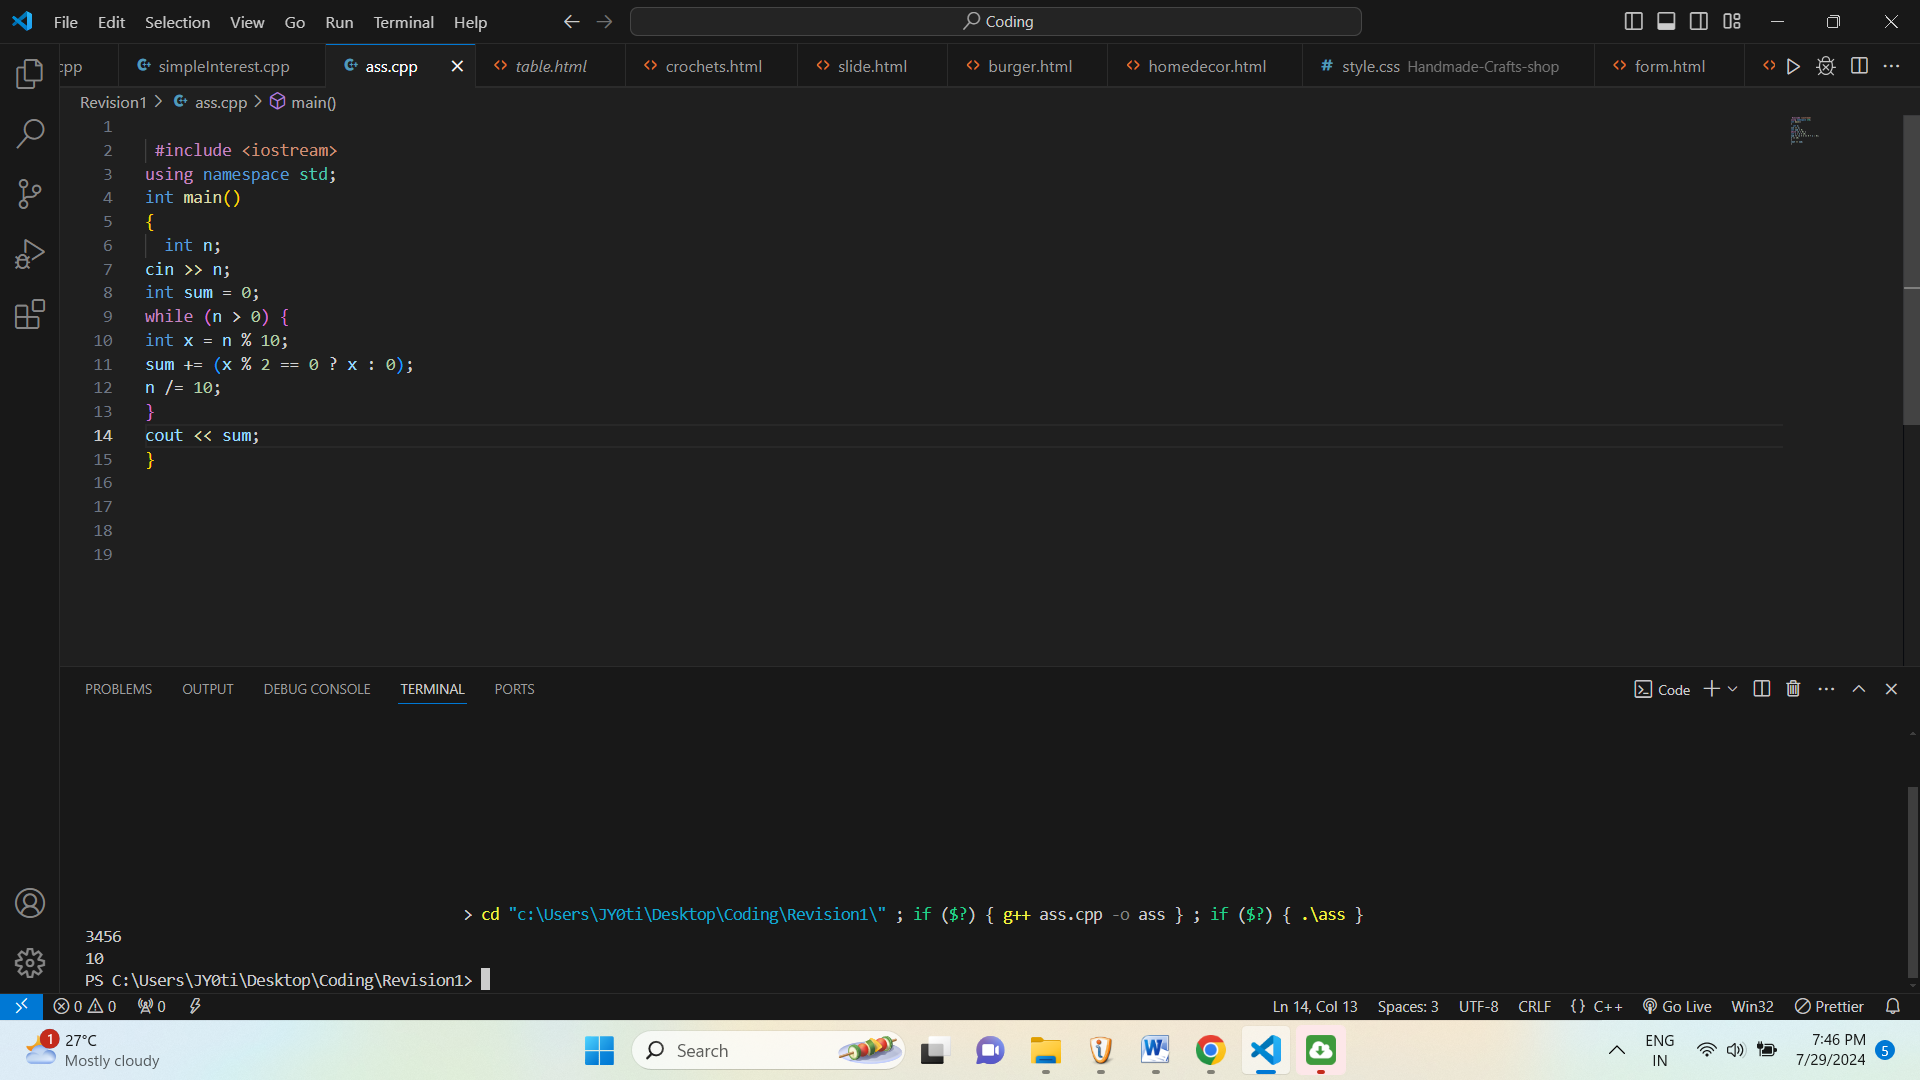 File Edit Selection View Go Run Terminal Help
Coding
cpp
simpleInterest.cpp
ass.cpp
table.html
crochets.html
slide.html
burger.html
homedecor.html
style.css Handmade-Crafts-shop
form.html
Revision1 > ass.cpp > main()
1
2 #include <iostream>
3 using namespace std;
4 int main()
5 {
6 int n;
7 cin >> n;
8 int sum = 0;
9 while (n > 0) {
10 int x = n % 10;
11 sum += (x % 2 == 0 ? x : 0);
12 n /= 10;
13 }
14 cout << sum;
15 }
16
17
18
19
PROBLEMS OUTPUT DEBUG CONSOLE TERMINAL PORTS
Code
> cd "c:\Users\JY0ti\Desktop\Coding\Revision1\" ; if ($?) { g++ ass.cpp -o ass } ; if ($?) { .\ass }
3456
10
PS C:\Users\JY0ti\Desktop\Coding\Revision1>
0 0 0 Ln 14, Col 13 Spaces: 3 UTF-8 CRLF {} C++ Go Live Win32 Prettier
1
27°C
Mostly cloudy
Search
ENG
IN
7:46 PM
7/29/2024
5